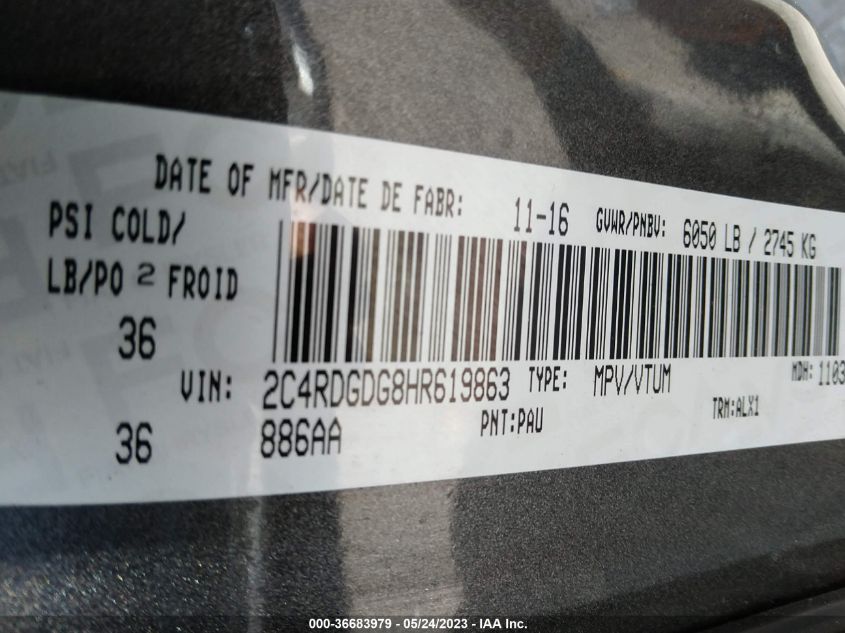 DATE OF MFR/DATE DE FABR: 11-16 GVWR/PNBV: 6050 LB / 2745 KG
PSI COLD/
LB/PO 2 FROID
36
VIN: 2C4RDGDG8HR619863 TYPE: MPV/VTUM MDH: 1103
36 886AA PNT:PAU TRM:ALX1
000-36683979 - 05/24/2023 - IAA Inc.